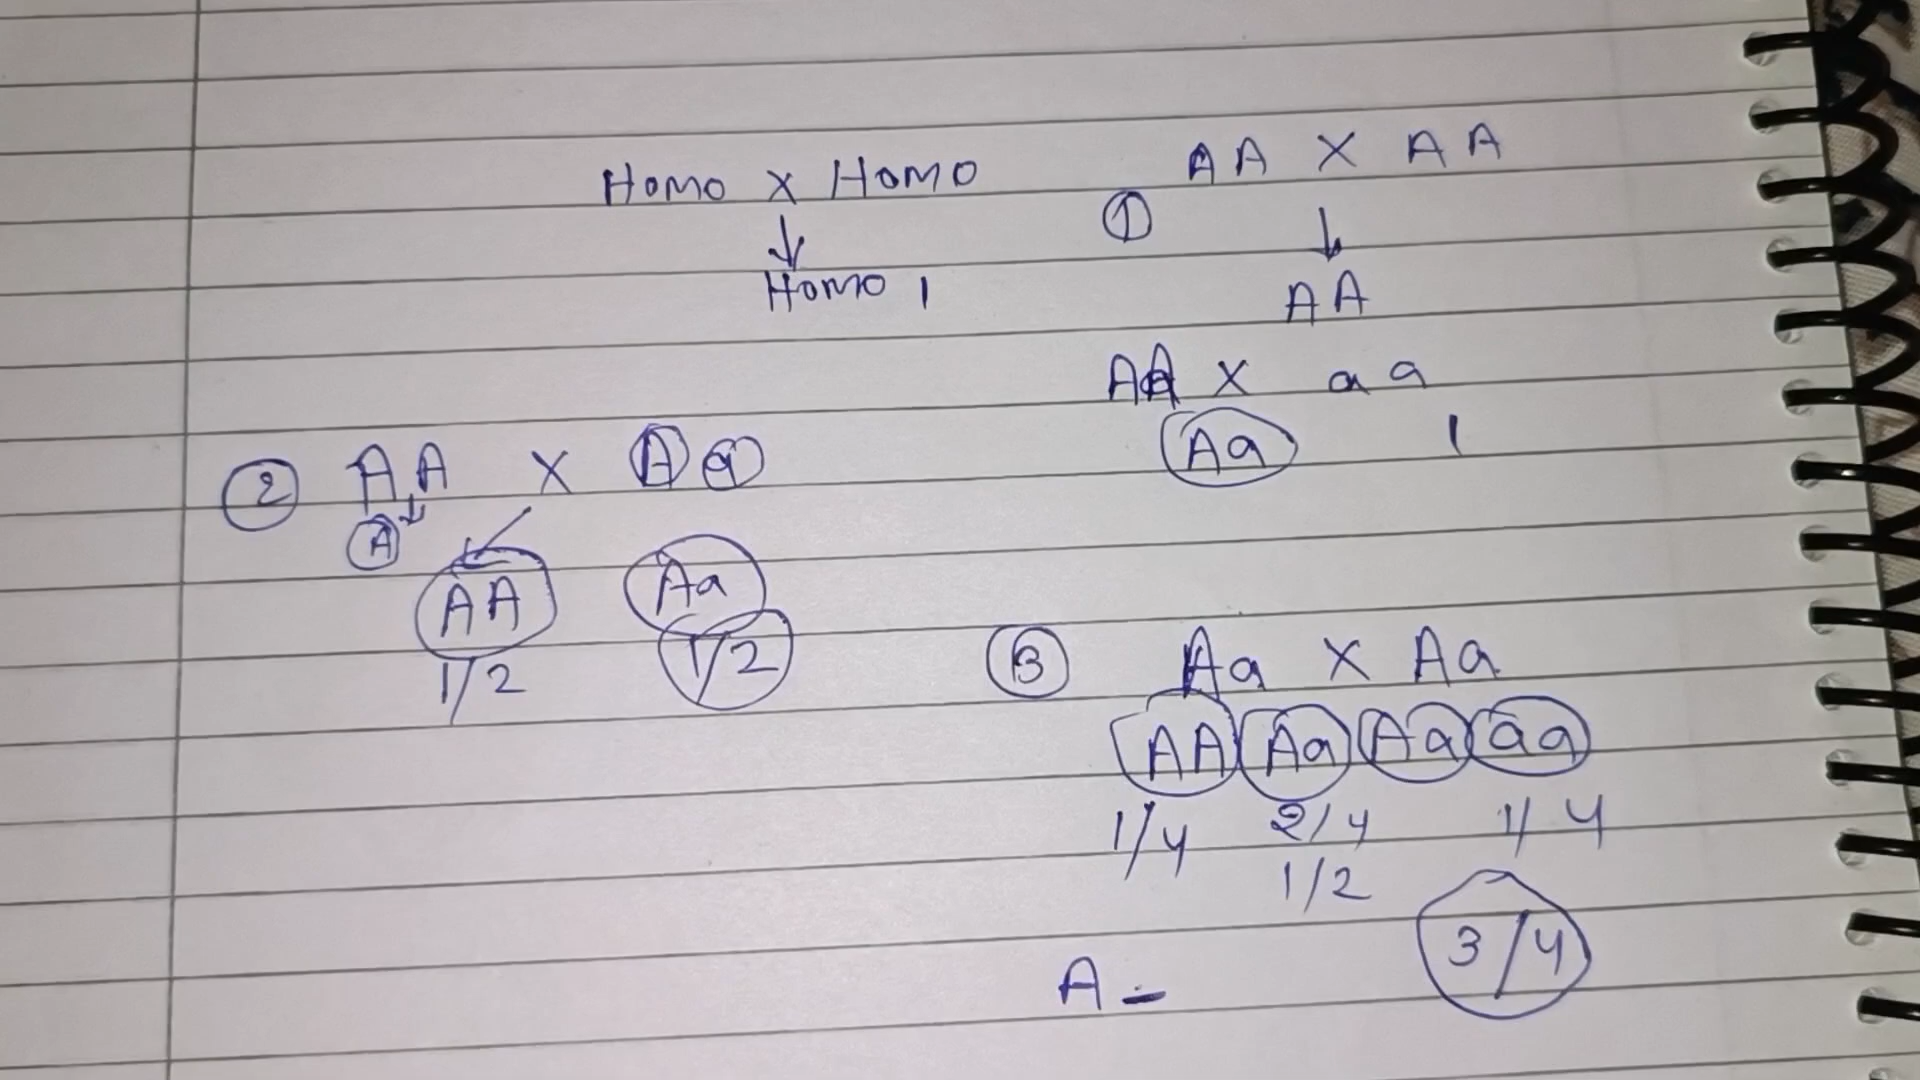 Homo x Homo
↓
Homo 1
① AA X AA
↓
AA
AA X aa
Aa 1
② AA X Aa
A
AA Aa
1/2 1/2
③ Aa X Aa
AA Aa Aa aa
1/4 2/4 1/4
1/2
A - 3/4